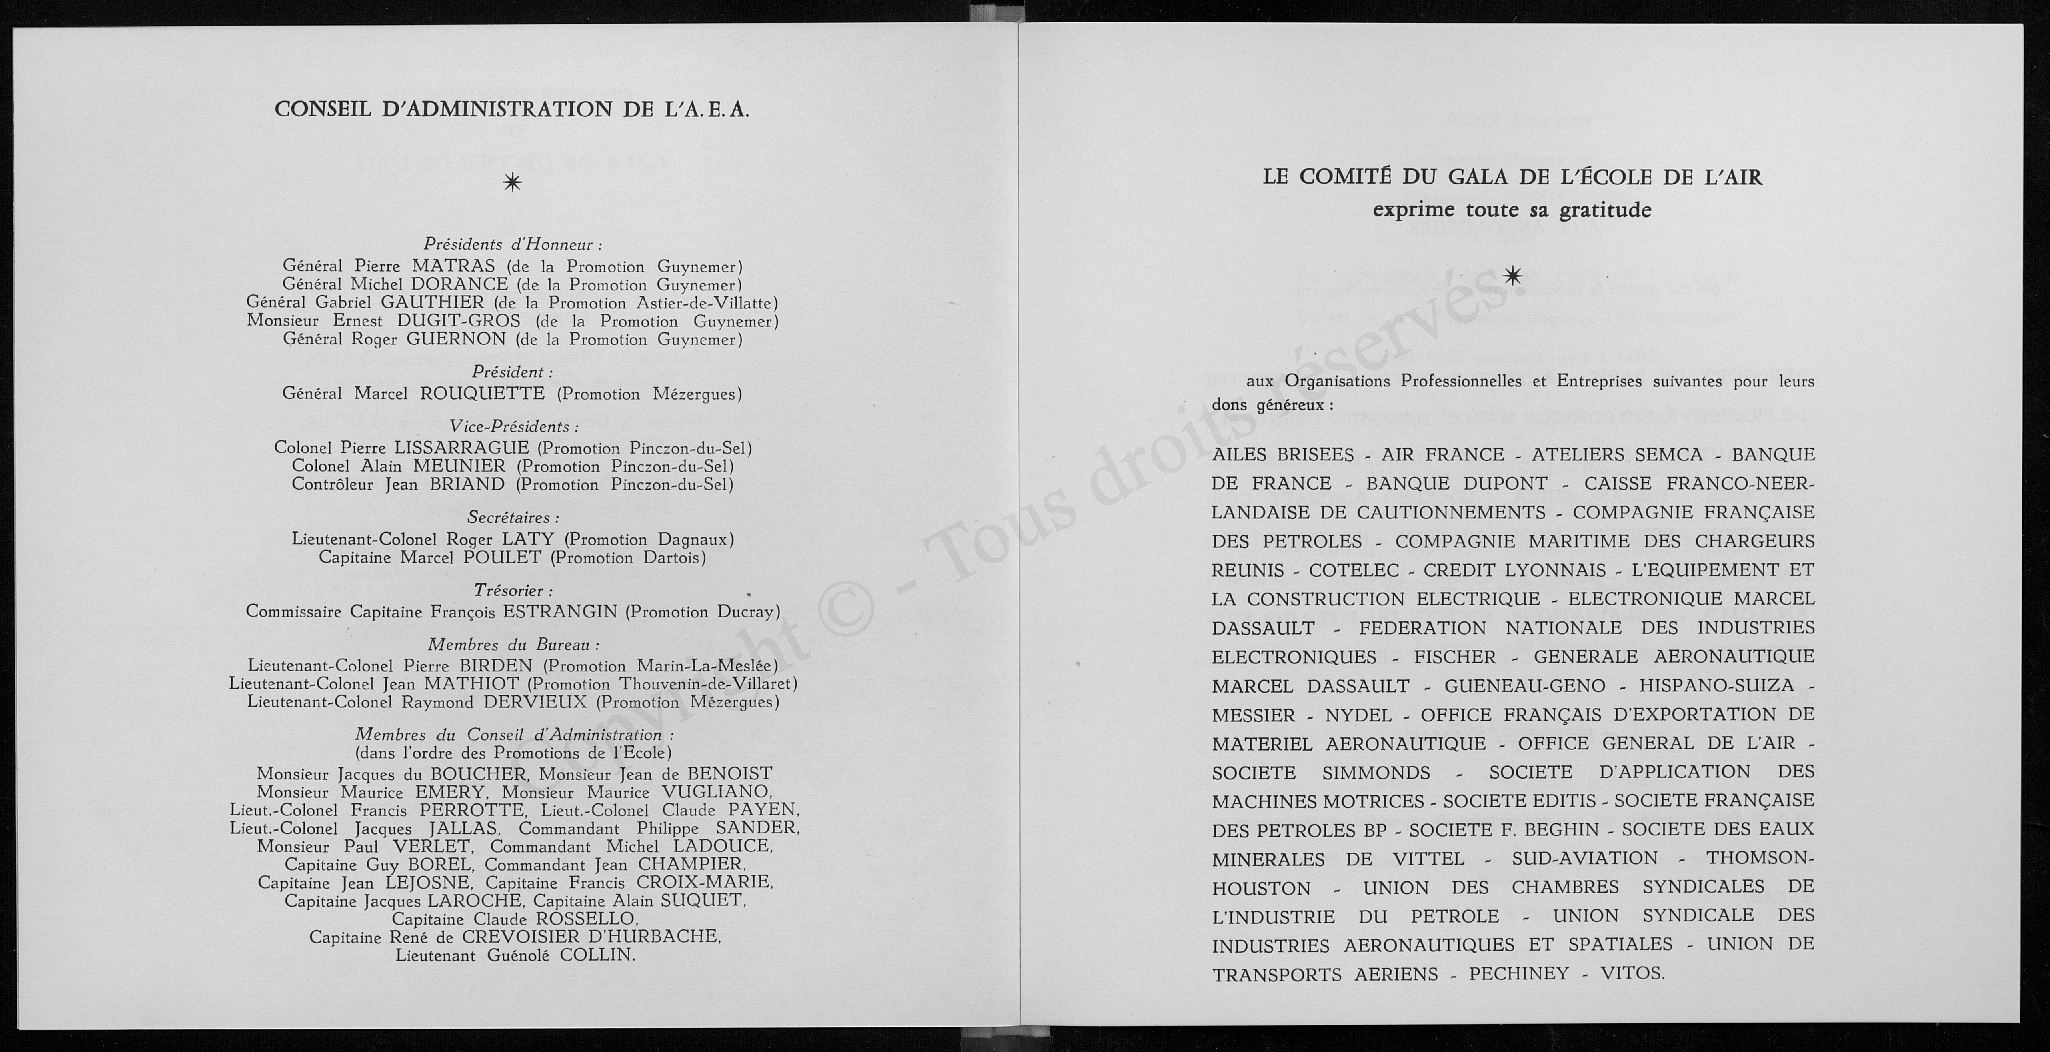 CONSEIL D'ADMINISTRATION DE L'A.E.A.
Présidents d'Honneur :
Général Pierre MATRAS (de la Promotion Guynemer)
Général Michel DORANCE (de la Promotion Guynemer)
Général Gabriel GAUTHIER (de la Promotion Astier-de-Villatte)
Monsieur Ernest DUGIT-GROS (de la Promotion Guynemer)
Général Roger GUERNON (de la Promotion Guynemer)
Président :
Général Marcel ROUQUETTE (Promotion Mézergues)
Vice-Présidents :
Colonel Pierre LISSARRAGUE (Promotion Pinczon-du-Sel)
Colonel Alain MEUNIER (Promotion Pinczon-du-Sel)
Contrôleur Jean BRIAND (Promotion Pinczon-du-Sel)
Secrétaires :
Lieutenant-Colonel Roger LATY (Promotion Dagnaux)
Capitaine Marcel POULET (Promotion Dartois)
Trésorier :
Commissaire Capitaine François ESTRANGIN (Promotion Ducray)
Membres du Bureau :
Lieutenant-Colonel Pierre BIRDEN (Promotion Marin-La-Meslée)
Lieutenant-Colonel Jean MATHIOT (Promotion Thouvenin-de-Villaret)
Lieutenant-Colonel Raymond DERVIEUX (Promotion Mézergues)
Membres du Conseil d'Administration :
(dans l'ordre des Promotions de l'Ecole)
Monsieur Jacques du BOUCHER, Monsieur Jean de BENOIST
Monsieur Maurice EMERY, Monsieur Maurice VUGLIANO,
Lieut.-Colonel Francis PERROTTE, Lieut.-Colonel Claude PAYEN,
Lieut.-Colonel Jacques JALLAS, Commandant Philippe SANDER,
Monsieur Paul VERLET, Commandant Michel LADOUCE,
Capitaine Guy BOREL, Commandant Jean CHAMPIER,
Capitaine Jean LEJOSNE, Capitaine Francis CROIX-MARIE,
Capitaine Jacques LAROCHE, Capitaine Alain SUQUET,
Capitaine Claude ROSSELLO,
Capitaine René de CREVOISIER D'HURBACHE,
Lieutenant Guénolé COLLIN.
LE COMITÉ DU GALA DE L'ÉCOLE DE L'AIR
exprime toute sa gratitude
aux Organisations Professionnelles et Entreprises suivantes pour leurs
dons généreux :
AILES BRISEES - AIR FRANCE - ATELIERS SEMCA - BANQUE
DE FRANCE - BANQUE DUPONT - CAISSE FRANCO-NEER-
LANDAISE DE CAUTIONNEMENTS - COMPAGNIE FRANÇAISE
DES PETROLES - COMPAGNIE MARITIME DES CHARGEURS
REUNIS - COTELEC - CREDIT LYONNAIS - L'EQUIPEMENT ET
LA CONSTRUCTION ELECTRIQUE - ELECTRONIQUE MARCEL
DASSAULT - FEDERATION NATIONALE DES INDUSTRIES
ELECTRONIQUES - FISCHER - GENERALE AERONAUTIQUE
MARCEL DASSAULT - GUENEAU-GENO - HISPANO-SUIZA -
MESSIER - NYDEL - OFFICE FRANÇAIS D'EXPORTATION DE
MATERIEL AERONAUTIQUE - OFFICE GENERAL DE L'AIR -
SOCIETE SIMMONDS - SOCIETE D'APPLICATION DES
MACHINES MOTRICES - SOCIETE EDITIS - SOCIETE FRANÇAISE
DES PETROLES BP - SOCIETE F. BEGHIN - SOCIETE DES EAUX
MINERALES DE VITTEL - SUD-AVIATION - THOMSON-
HOUSTON - UNION DES CHAMBRES SYNDICALES DE
L'INDUSTRIE DU PETROLE - UNION SYNDICALE DES
INDUSTRIES AERONAUTIQUES ET SPATIALES - UNION DE
TRANSPORTS AERIENS - PECHINEY - VITOS.
Copyright © - Tous droits réservés.